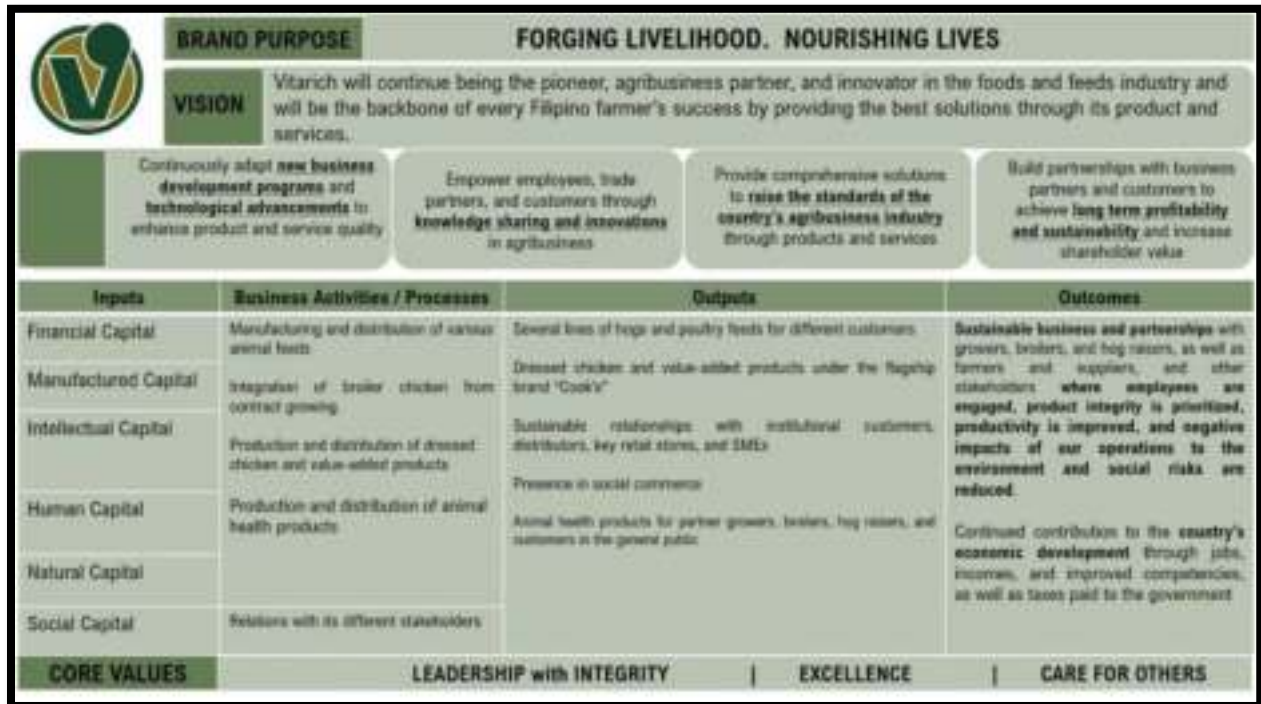 BRAND PURPOSE
FORGING LIVELIHOOD. NOURISHING LIVES
VISION
Vitarich will continue being the pioneer, agribusiness partner, and innovator in the foods and feeds industry and
will be the backbone of every Filipino farmer's success by providing the best solutions through its product and
services.
Continuously adapt new business
development programs and
technological advancements to
enhance product and service quality
Empower employees, trade
partners, and customers through
knowledge sharing and innovations
in agribusiness
Provide comprehensive solutions
to raise the standards of the
country's agribusiness industry
through products and services
Build partnerships with business
partners and customers to
achieve long term profitability
and sustainability and increase
shareholder value
Inputs
Business Activities / Processes
Outputs
Outcomes
Financial Capital
Manufactured Capital
Intellectual Capital
Human Capital
Natural Capital
Social Capital
Manufacturing and distribution of various
animal feeds
Integration of broiler chicken from
contract growing
Production and distribution of dressed
chicken and value-added products
Production and distribution of animal
health products
Relations with its different stakeholders
Several lines of hogs and poultry feeds for different customers
Dressed chicken and value-added products under the flagship
brand "Cook's"
Sustainable relationships with institutional customers,
distributors, key retail stores, and SMEs
Presence in social commerce
Animal health products for partner growers, broilers, hog raisers, and
customers in the general public
Sustainable business and partnerships with
growers, broilers, and hog raisers, as well as
farmers and suppliers, and other
stakeholders where employees are
engaged, product integrity is prioritized,
productivity is improved, and negative
impacts of our operations to the
environment and social risks are
reduced.
Continued contribution to the country's
economic development through jobs,
incomes, and improved competencies,
as well as taxes paid to the government
CORE VALUES
LEADERSHIP with INTEGRITY | EXCELLENCE | CARE FOR OTHERS